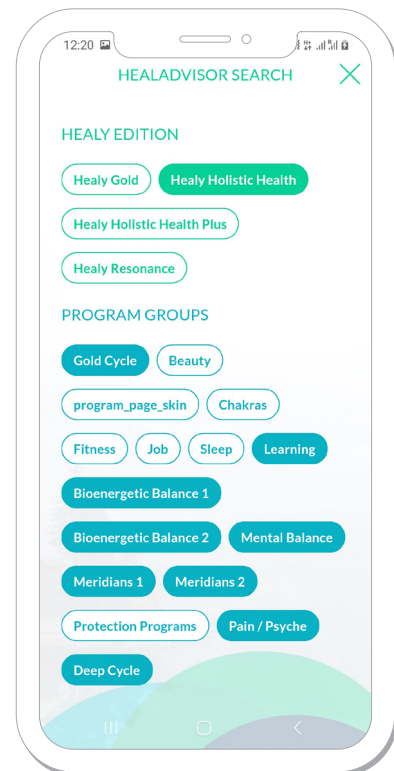 12:20
HEALADVISOR SEARCH
HEALY EDITION
Healy Gold Healy Holistic Health
Healy Holistic Health Plus
Healy Resonance
PROGRAM GROUPS
Gold Cycle Beauty
program_page_skin Chakras
Fitness Job Sleep Learning
Bioenergetic Balance 1
Bioenergetic Balance 2 Mental Balance
Meridians 1 Meridians 2
Protection Programs Pain / Psyche
Deep Cycle